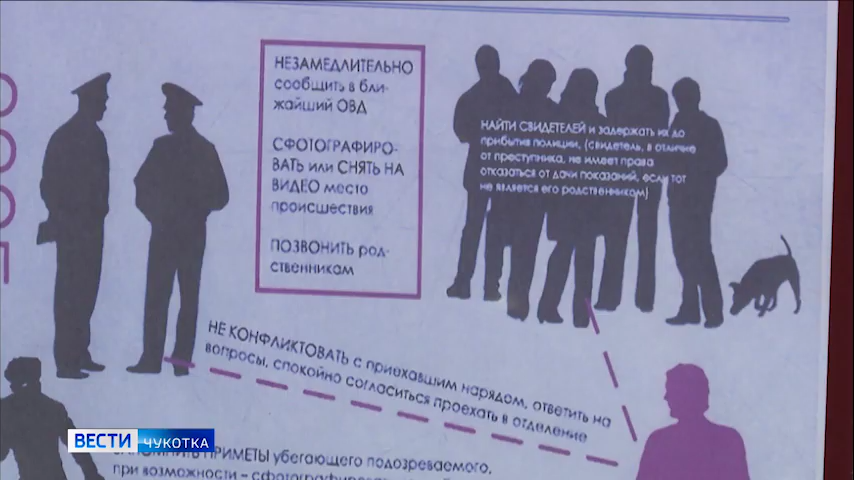 НЕЗАМЕДЛИТЕЛЬНО
сообщить в бли-
жайший ОВД
СФОТОГРАФИРО-
ВАТЬ или СНЯТЬ НА
ВИДЕО место
происшествия
ПОЗВОНИТЬ род-
ственникам
НАЙТИ СВИДЕТЕЛЕЙ и задержать их до
прибытия полиции, (свидетель, в отличие
от преступника, не имеет права
отказаться от дачи показаний, если тот
не является его родственником)
НЕ КОНФЛИКТОВАТЬ с приехавшим нарядом, ответить на
вопросы, спокойно согласиться проехать в отделение
ВЕСТИ ЧУКОТКА
ПРИМЕТЫ убегающего подозреваемого,
при возможности –